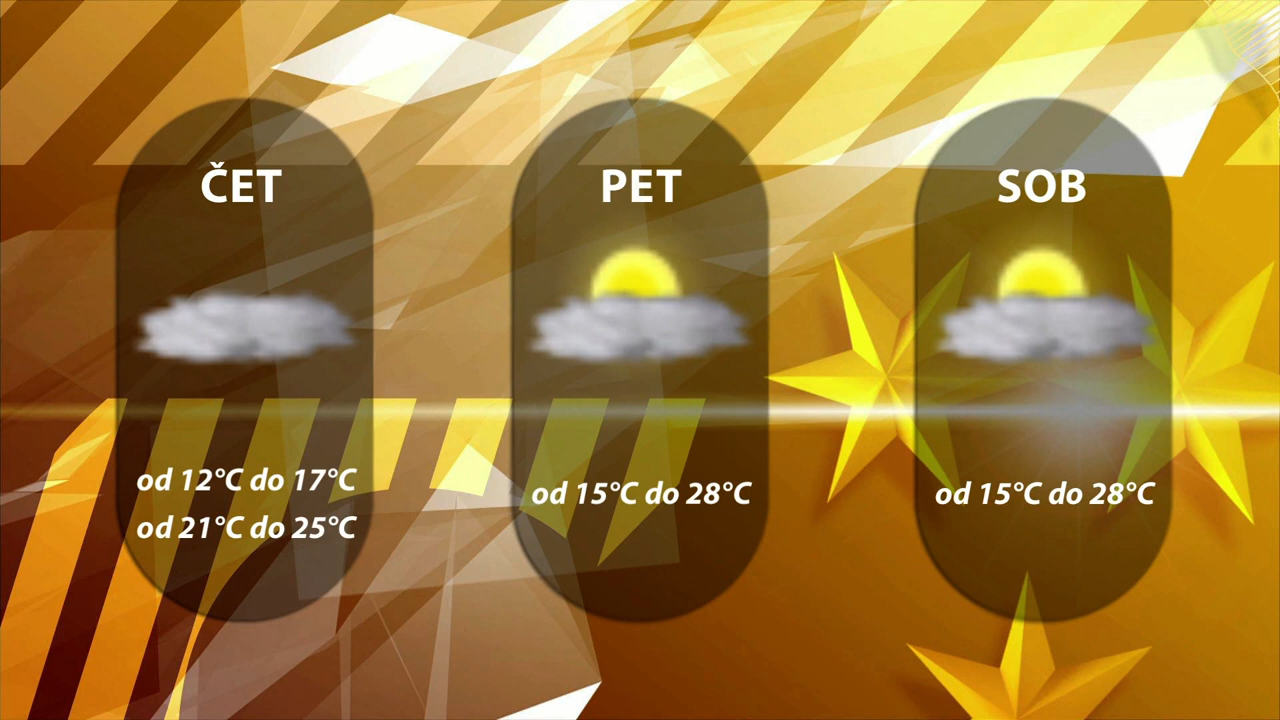 ČET
od 12°C do 17°C
od 21°C do 25°C
PET
od 15°C do 28°C
SOB
od 15°C do 28°C